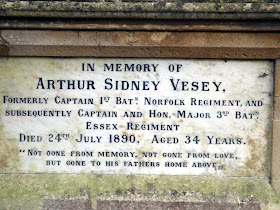 IN MEMORY OF
ARTHUR SIDNEY VESEY,
FORMERLY CAPTAIN 1ST BATN. NORFOLK REGIMENT, AND
SUBSEQUENTLY CAPTAIN AND HON. MAJOR 3RD BATN.
ESSEX REGIMENT
DIED 24TH JULY 1890. AGED 34 YEARS.
"NOT GONE FROM MEMORY, NOT GONE FROM LOVE,
BUT GONE TO HIS FATHERS HOME ABOVE."